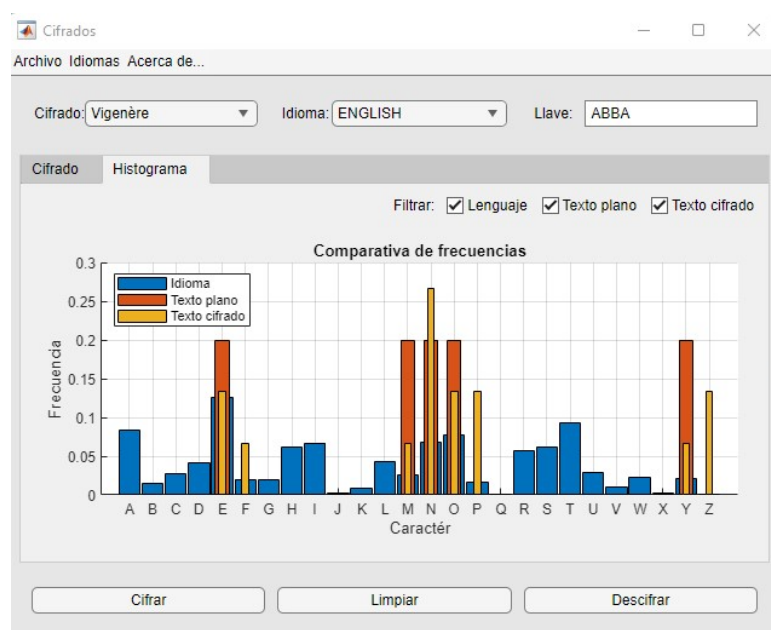 Cifrados
Archivo Idiomas Acerca de...
Cifrado: Vigenère Idioma: ENGLISH Llave: ABBA
Cifrado Histograma
Filtrar: Lenguaje Texto plano Texto cifrado
Comparativa de frecuencias
0.3
0.25
0.2
0.15
0.1
0.05
0
Frecuencia
Idioma
Texto plano
Texto cifrado
A B C D E F G H I J K L M N O P Q R S T U V W X Y Z
Caractér
Cifrar Limpiar Descifrar